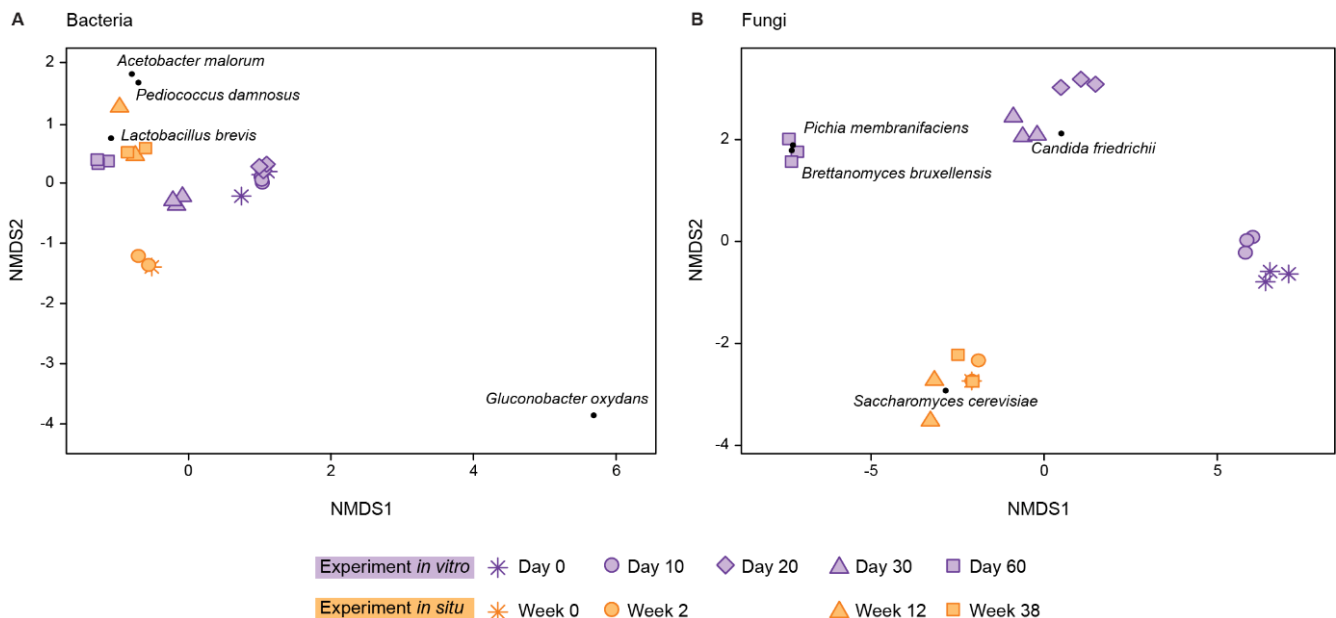 A Bacteria
2
1
0
-1
-2
-3
-4
NMDS2
Acetobacter malorum
Pediococcus damnosus
Lactobacillus brevis
Gluconobacter oxydans
0 2 4 6
NMDS1
B Fungi
2
0
-2
-4
NMDS2
Pichia membranifaciens
Candida friedrichii
Brettanomyces bruxellensis
Saccharomyces cerevisiae
-5 0 5
NMDS1
Experiment in vitro Day 0 Day 10 Day 20 Day 30 Day 60
Experiment in situ Week 0 Week 2 Week 12 Week 38